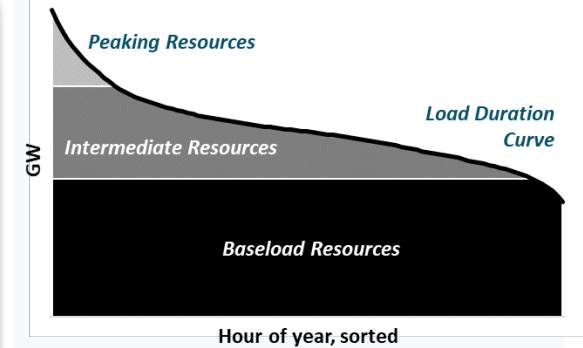 Peaking Resources
Load Duration
Curve
Intermediate Resources
GW
Baseload Resources
Hour of year, sorted